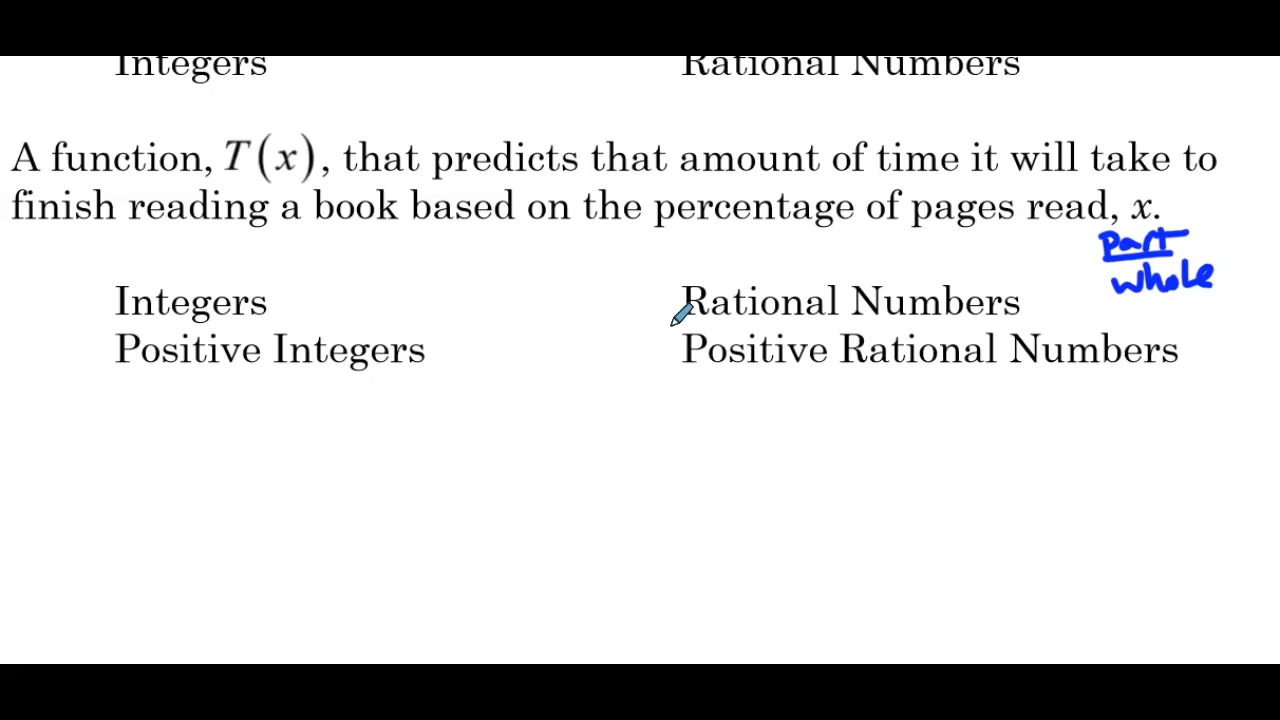 Integers Rational Numbers
A function, T(x), that predicts that amount of time it will take to
finish reading a book based on the percentage of pages read, x.
part
whole
Integers Rational Numbers
Positive Integers Positive Rational Numbers